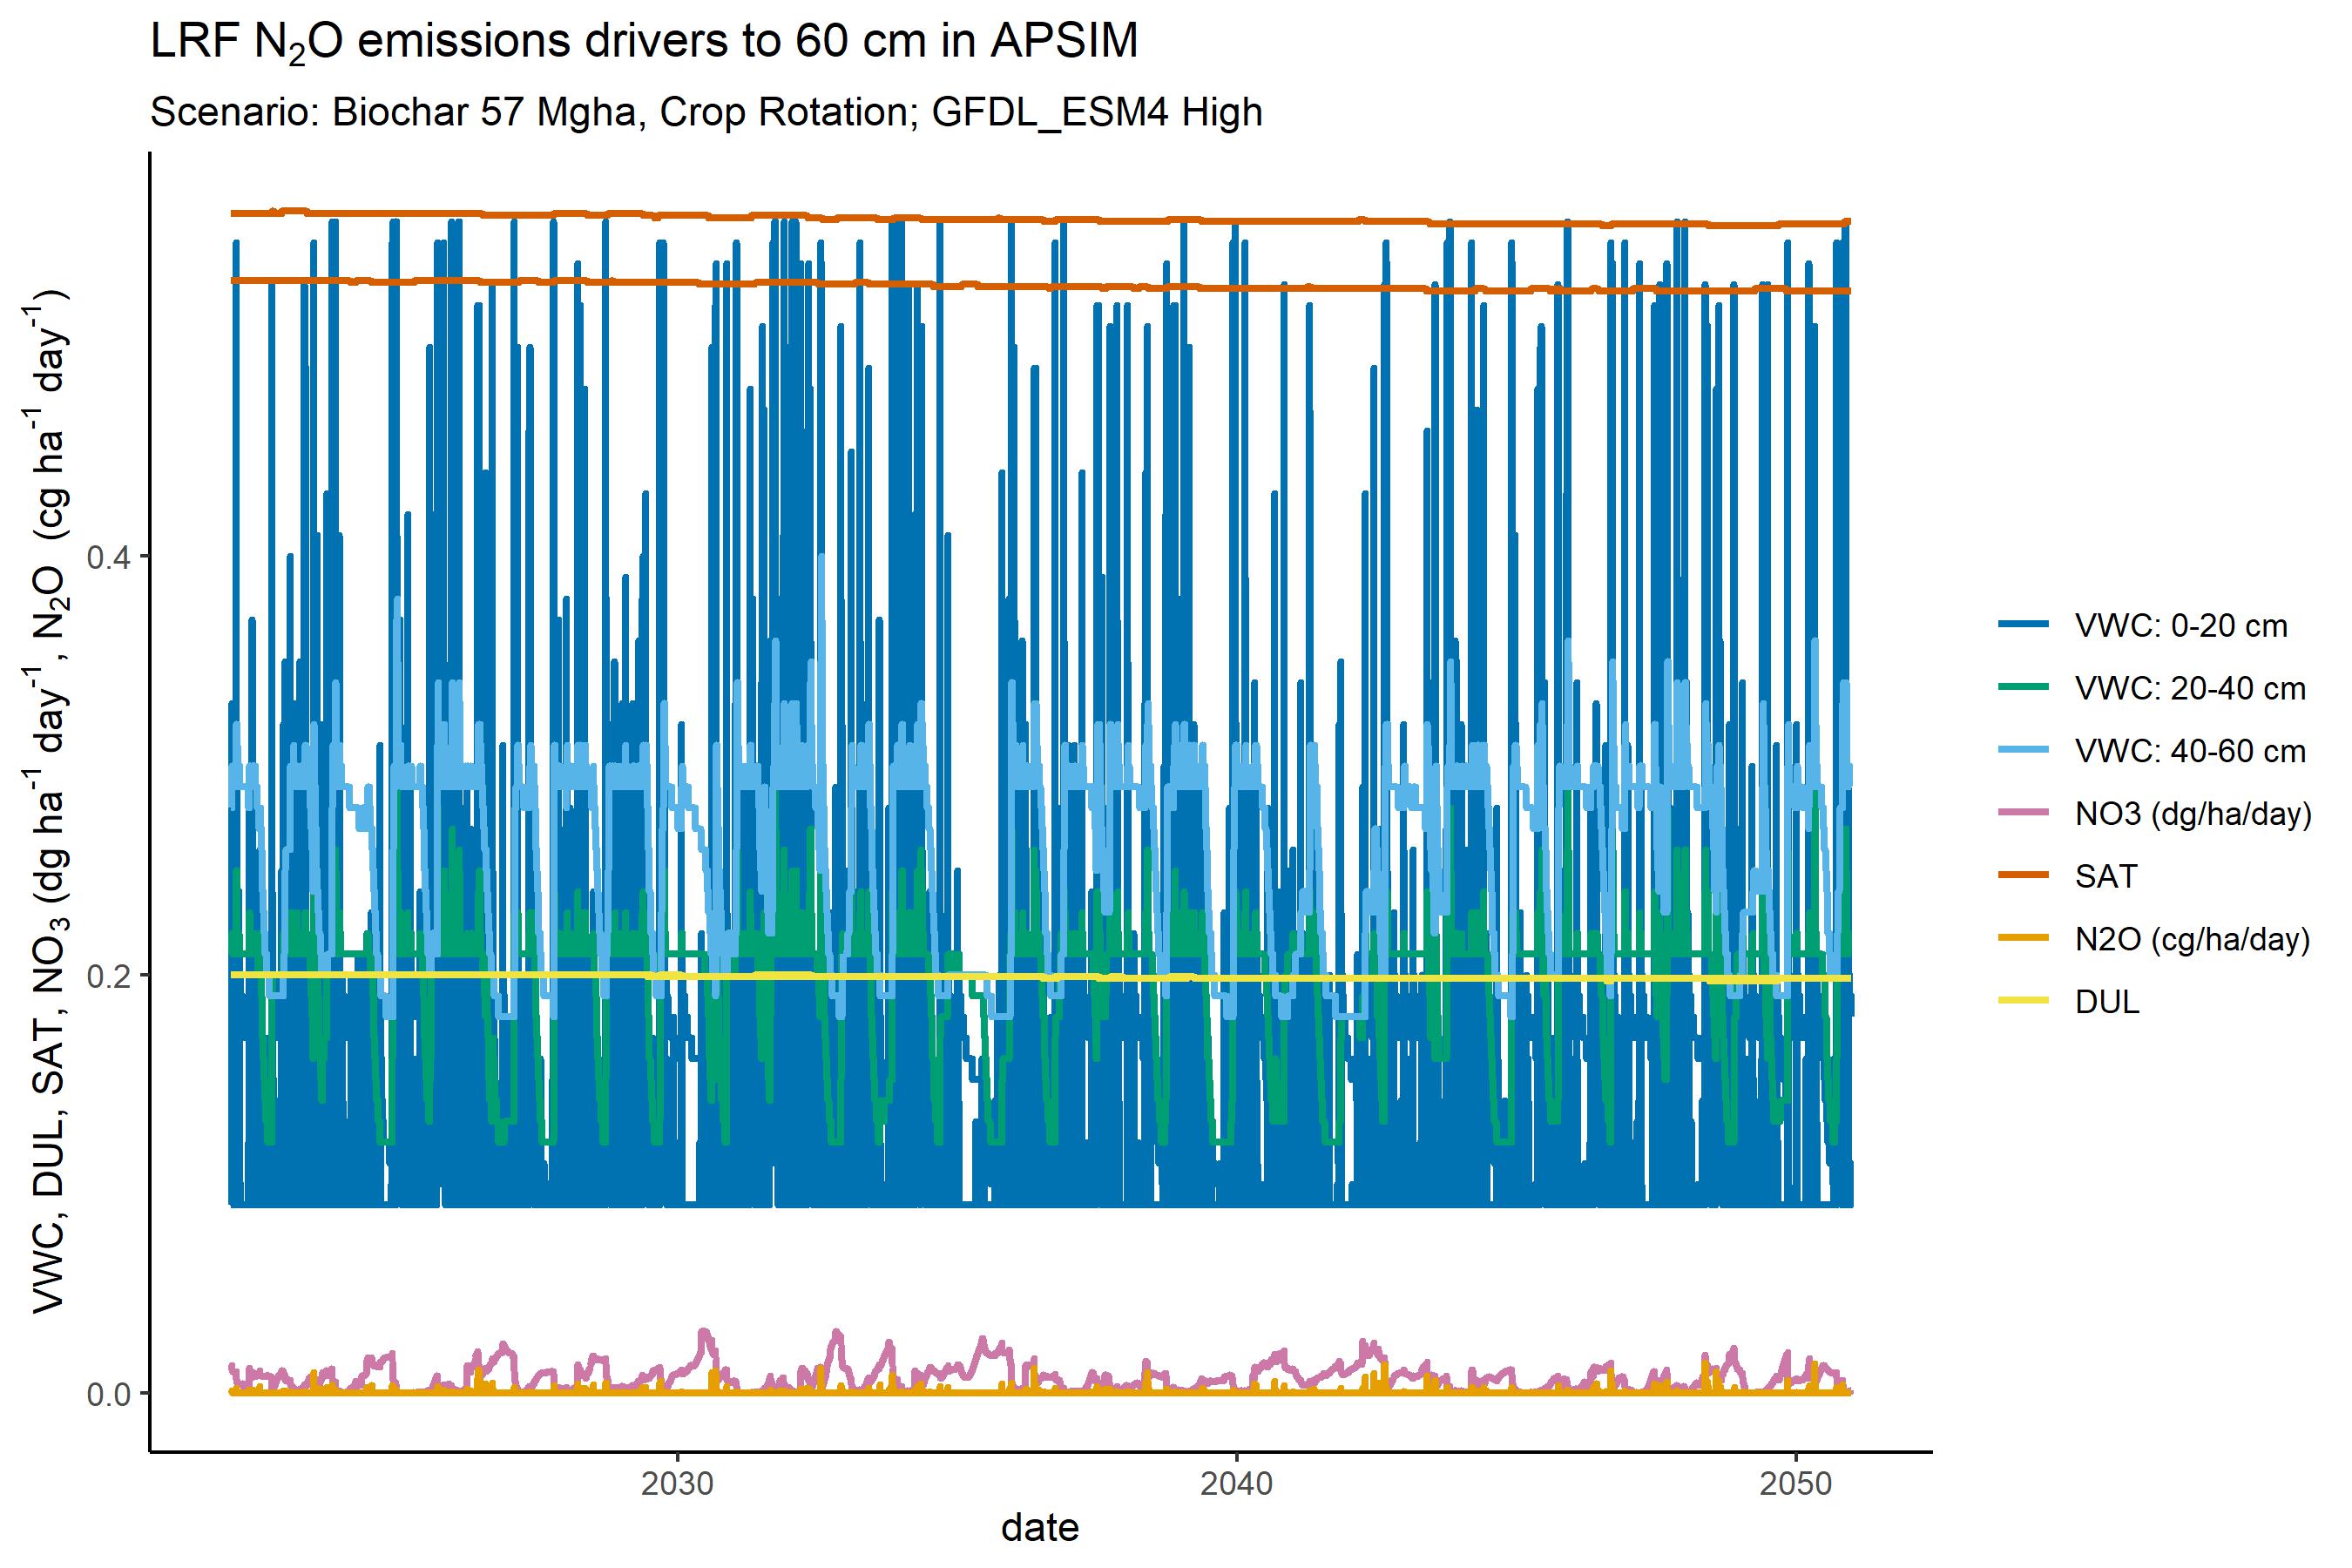 LRF N₂O emissions drivers to 60 cm in APSIM
Scenario: Biochar 57 Mgha, Crop Rotation; GFDL_ESM4 High
VWC, DUL, SAT, NO₃ (dg ha⁻¹ day⁻¹, N₂O (cg ha⁻¹ day⁻¹)
0.4
0.2
0.0
2030 2040 2050
date
VWC: 0-20 cm
VWC: 20-40 cm
VWC: 40-60 cm
NO3 (dg/ha/day)
SAT
N2O (cg/ha/day)
DUL